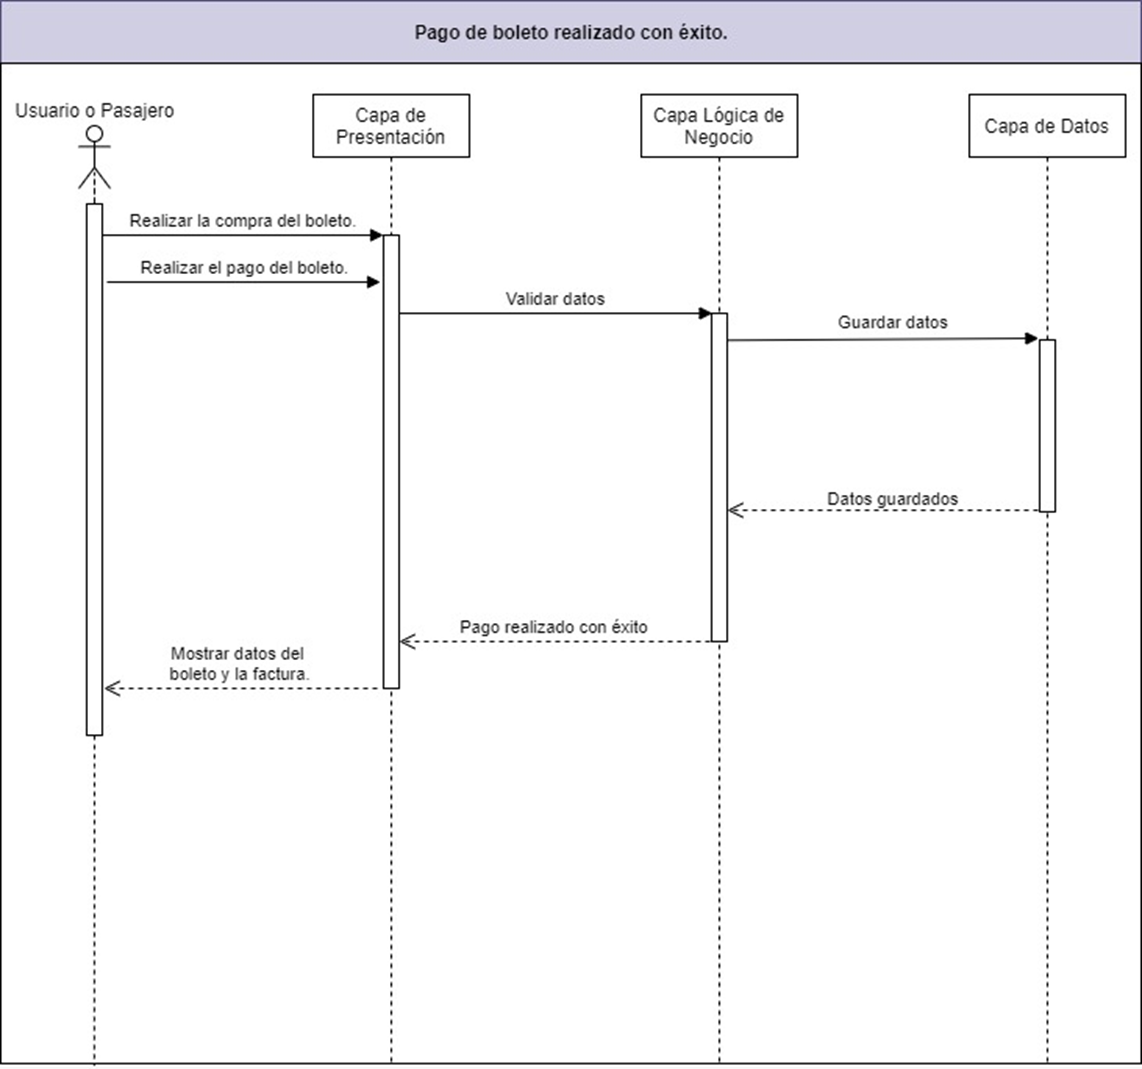 Pago de boleto realizado con éxito.
Usuario o Pasajero
Capa de
Presentación
Capa Lógica de
Negocio
Capa de Datos
Realizar la compra del boleto.
Realizar el pago del boleto.
Validar datos
Guardar datos
Datos guardados
Pago realizado con éxito
Mostrar datos del
boleto y la factura.